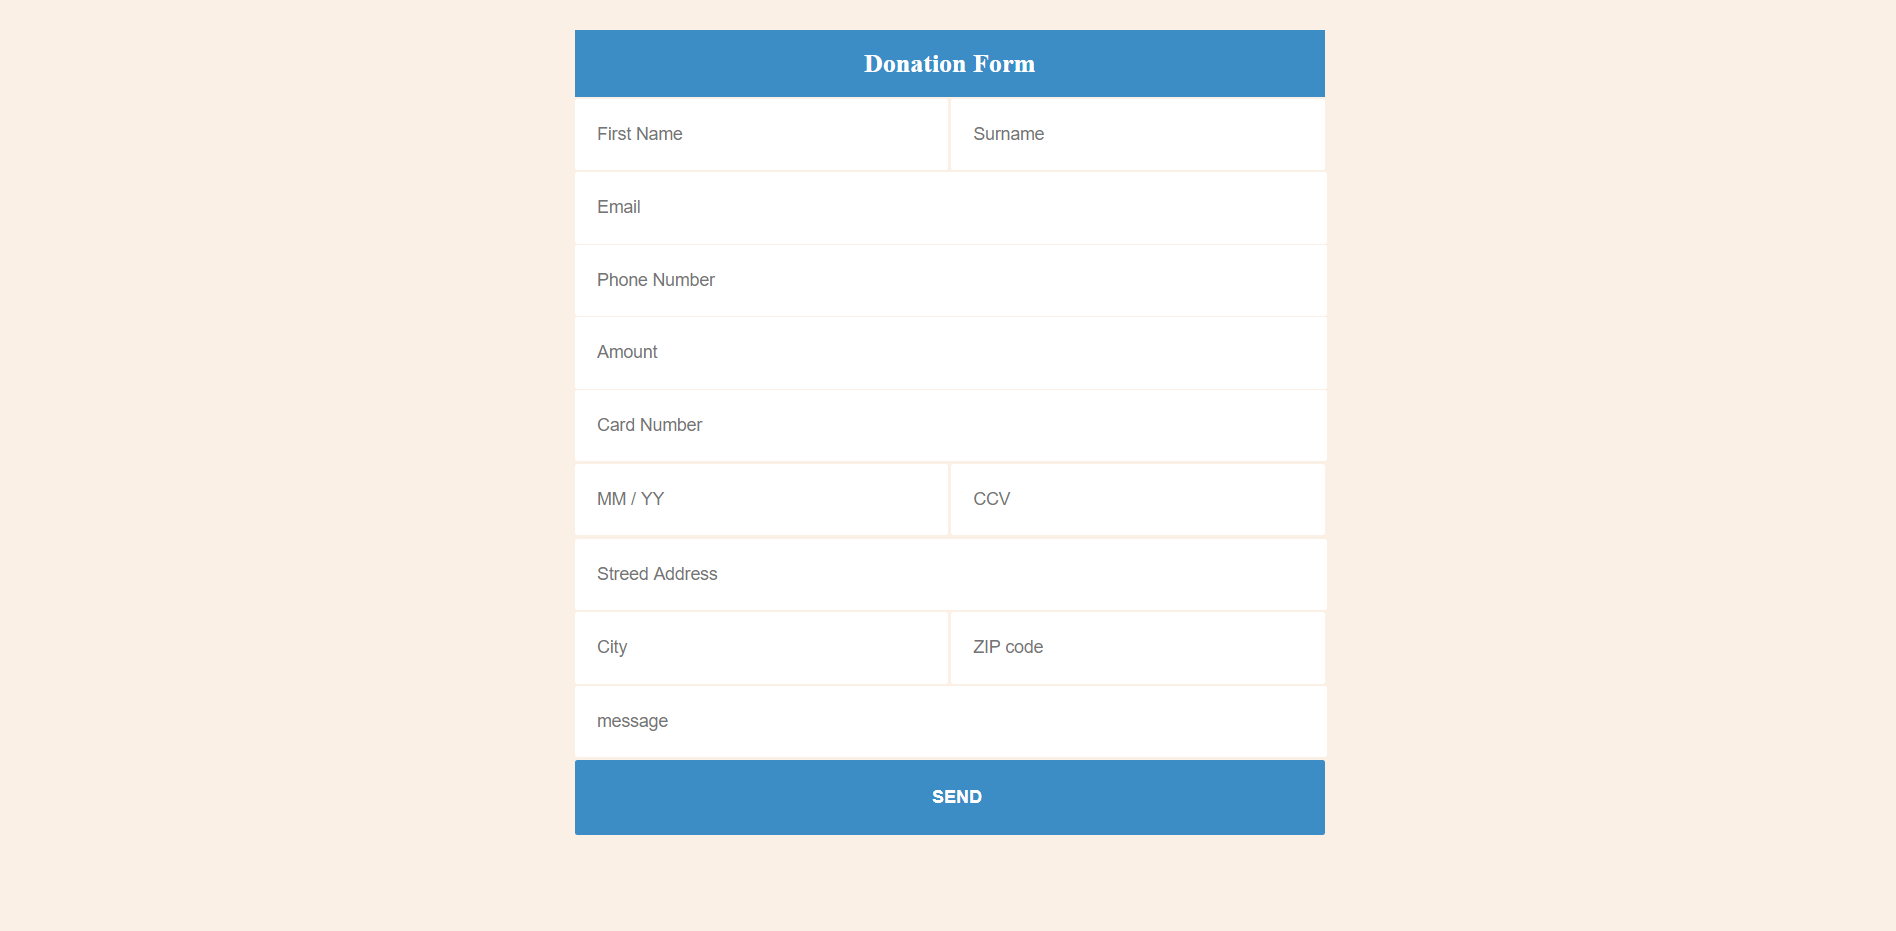 Donation Form
First Name Surname
Email
Phone Number
Amount
Card Number
MM / YY CCV
Streed Address
City ZIP code
message
SEND